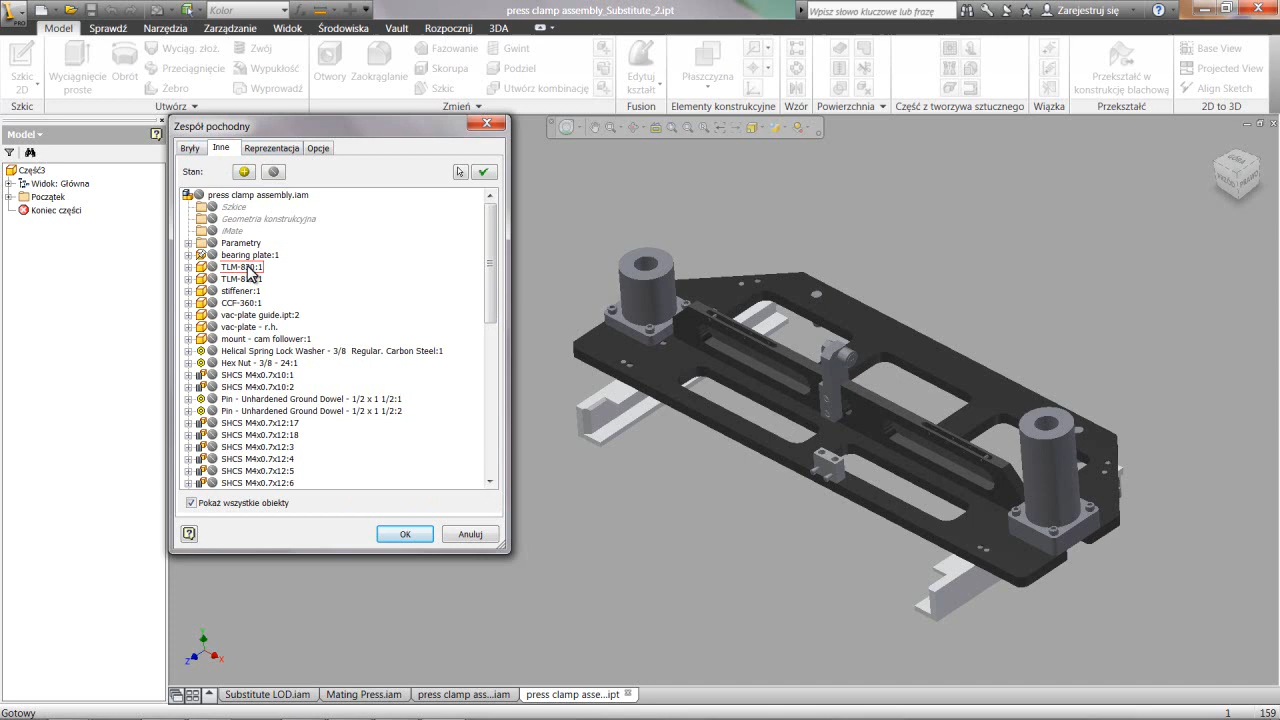 press clamp assembly_Substitute_2.ipt
Kolor
Wpisz słowo kluczowe lub frazę
Zarejestruj się
PRO
Model Sprawdź Narzędzia Zarządzanie Widok Środowiska Vault Rozpocznij 3DA
Szkic 2D
Wyciągnięcie proste
Obrót
Wyciąg. złoż.
Zwój
Przeciągnięcie
Wypukłość
Żebro
Wyprowadź
Otwory
Zaokrąglanie
Fazowanie
Gwint
Skorupa
Podziel
Szkic
Utwórz kombinację
Edytuj kształt
Płaszczyzna
Przekształć w konstrukcję blachową
Base View
Projected View
Align Sketch
Szkic Utwórz Zmień Fusion Elementy konstrukcyjne Wzór Powierzchnia Część z tworzywa sztucznego Wiązka Przekształć 2D to 3D
Model
Część3
Widok: Główna
Początek
Koniec części
Zespół pochodny
Bryły Inne Reprezentacja Opcje
Stan:
press clamp assembly.iam
Szkice
Geometria konstrukcyjna
iMate
Parametry
bearing plate:1
stiffener:1
CCF-360:1
vac-plate guide.ipt:2
vac-plate - r.h.
mount - cam follower:1
Helical Spring Lock Washer - 3/8 Regular. Carbon Steel:1
Hex Nut - 3/8 - 24:1
SHCS M4x0.7x10:1
SHCS M4x0.7x10:2
Pin - Unhardened Ground Dowel - 1/2 x 1 1/2:1
Pin - Unhardened Ground Dowel - 1/2 x 1 1/2:2
SHCS M4x0.7x12:17
SHCS M4x0.7x12:18
SHCS M4x0.7x12:3
SHCS M4x0.7x12:4
SHCS M4x0.7x12:5
SHCS M4x0.7x12:6
Pokaż wszystkie obiekty
OK Anuluj
Substitute LOD.iam Mating Press.iam press clamp ass...iam press clamp asse...ipt
Gotowy 1 159